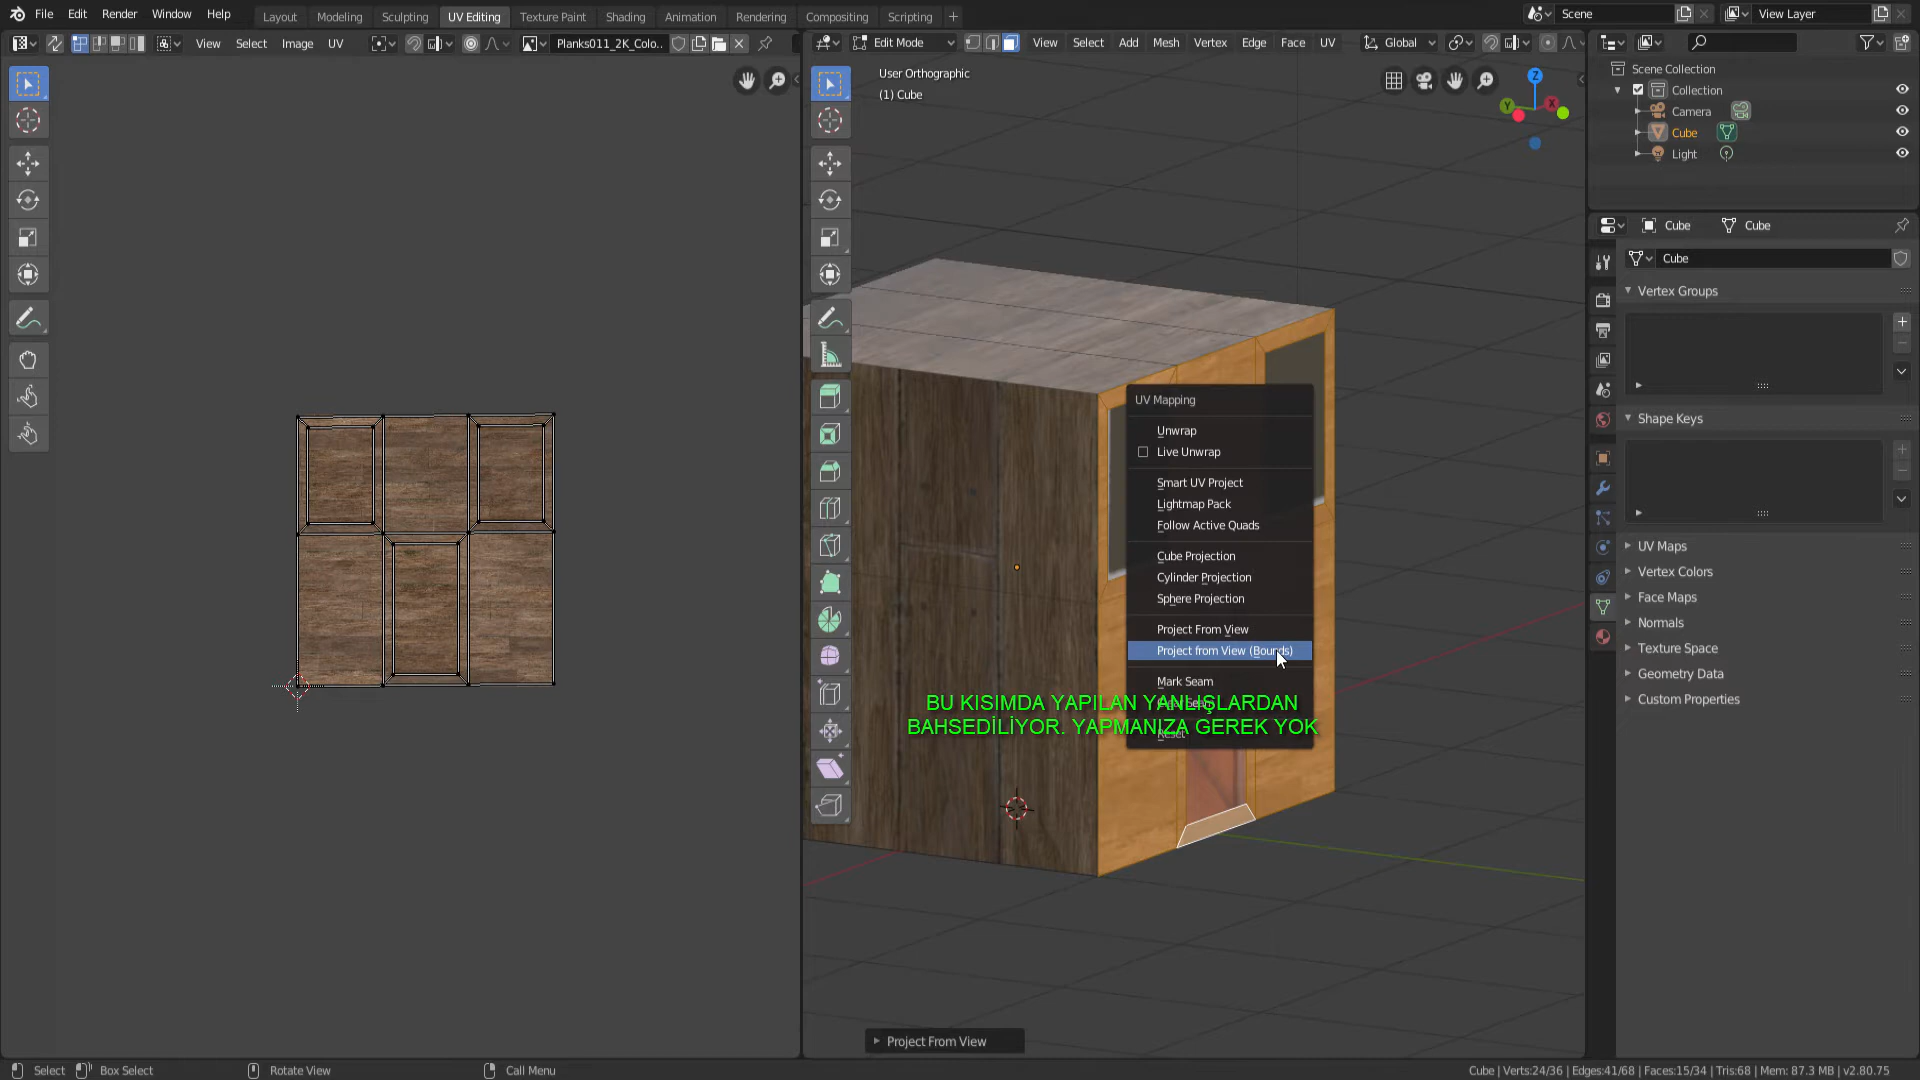 File Edit Render Window Help
Layout Modeling Sculpting UV Editing Texture Paint Shading Animation Rendering Compositing Scripting +
Scene
View Layer
View Select Image UV
Planks011_2K_Colo..
Edit Mode
View Select Add Mesh Vertex Edge Face UV
Global
User Orthographic
(1) Cube
Z
Y
X
Scene Collection
Collection
Camera
Cube
Light
Cube Cube
Cube
Vertex Groups
Shape Keys
UV Maps
Vertex Colors
Face Maps
Normals
Texture Space
Geometry Data
Custom Properties
UV Mapping
Unwrap
Live Unwrap
Smart UV Project
Lightmap Pack
Follow Active Quads
Cube Projection
Cylinder Projection
Sphere Projection
Project From View
Project from View (Bounds)
Mark Seam
Reset
BU KISIMDA YAPILAN YANLIŞLARDAN
BAHSEDİLİYOR. YAPMANIZA GEREK YOK
Project From View
Select Box Select Rotate View Call Menu
Cube | Verts:24/36 | Edges:41/68 | Faces:15/34 | Tris:68 | Mem: 87.3 MB | v2.80.75